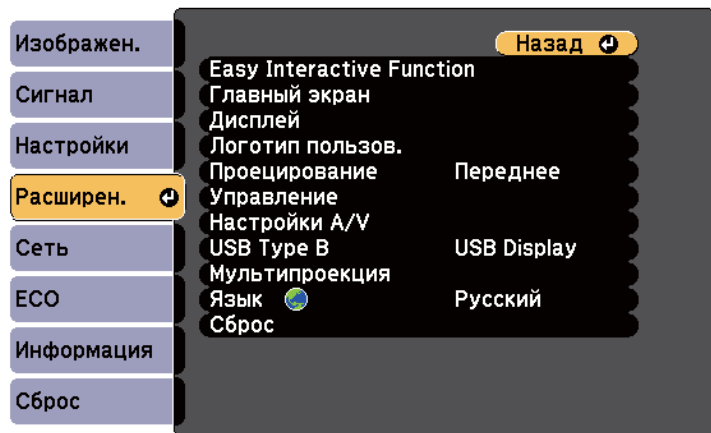 Изображен.
Сигнал
Настройки
Расширен.
Сеть
ECO
Информация
Сброс
Назад
Easy Interactive Function
Главный экран
Дисплей
Логотип пользов.
Проецирование Переднее
Управление
Настройки A/V
USB Type B USB Display
Мультипроекция
Язык Русский
Сброс